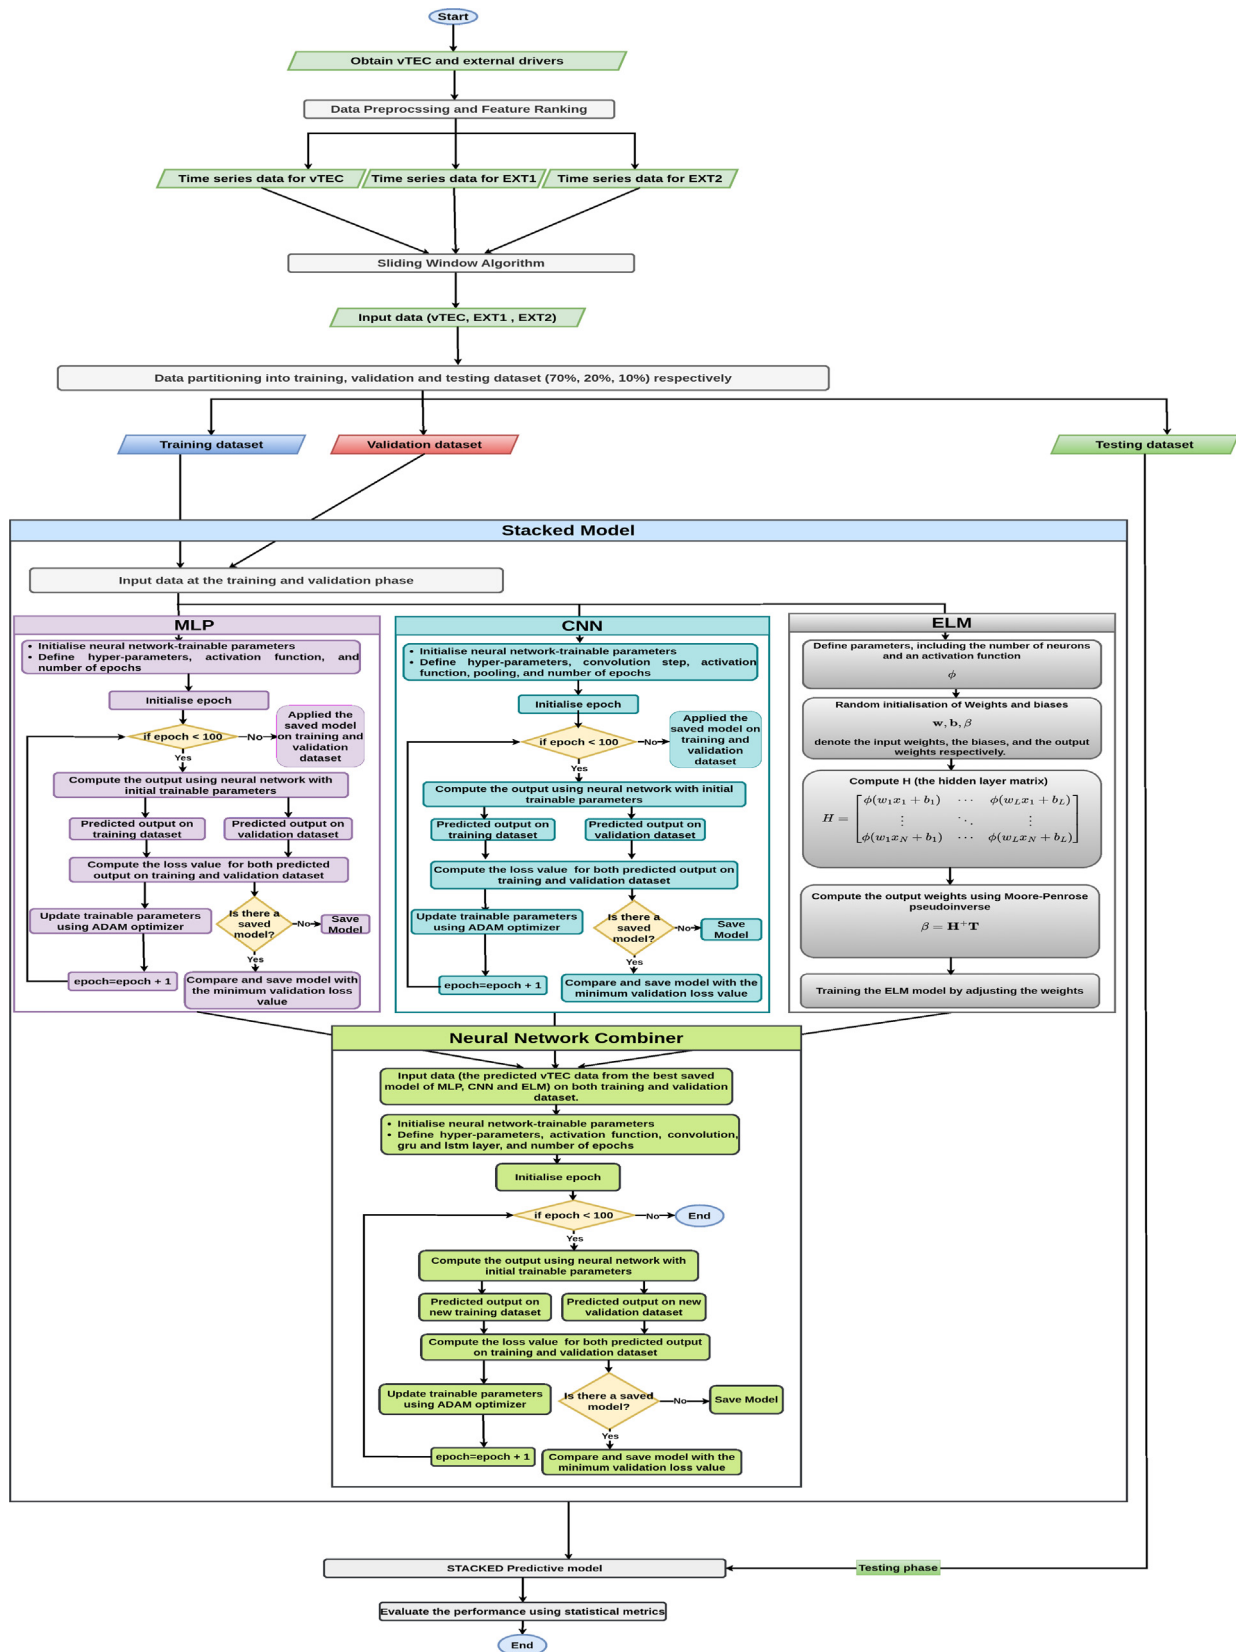 Start
Obtain vTEC and external drivers
Data Preprocssing and Feature Ranking
Time series data for vTEC
Time series data for EXT1
Time series data for EXT2
Sliding Window Algorithm
Input data (vTEC, EXT1 , EXT2)
Data partitioning into training, validation and testing dataset (70%, 20%, 10%) respectively
Training dataset
Validation dataset
Testing dataset
Stacked Model
Input data at the training and validation phase
MLP
• Initialise neural network-trainable parameters
• Define hyper-parameters, activation function, and
number of epochs
Initialise epoch
if epoch < 100
No
Applied the
saved model
on training and
validation
dataset
Yes
Compute the output using neural network with
initial trainable parameters
Predicted output on
training dataset
Predicted output on
validation dataset
Compute the loss value for both predicted
output on training and validation dataset
Update trainable parameters
using ADAM optimizer
Is there a
saved
model?
No
Save
Model
Yes
epoch=epoch + 1
Compare and save model with
the minimum validation loss
value
CNN
• Initialise neural network-trainable parameters
• Define hyper-parameters, convolution step, activation
function, pooling, and number of epochs
Initialise epoch
if epoch < 100
No
Applied the
saved model on
training and
validation
dataset
Yes
Compute the output using neural network with initial
trainable parameters
Predicted output on
training dataset
Predicted output on
validation dataset
Compute the loss value for both predicted output on
training and validation dataset
Update trainable parameters
using ADAM optimizer
Is there a
saved
model?
No
Save
Model
Yes
epoch=epoch + 1
Compare and save model with the
minimum validation loss value
ELM
Define parameters, including the number of neurons
and an activation function
ϕ
Random initialisation of Weights and biases
w, b, β
denote the input weights, the biases, and the output
weights respectively.
Compute H (the hidden layer matrix)
ϕ(w₁x₁ + b₁) ⋯ ϕ(w_L x₁ + b_L)
H = ⋮ ⋱ ⋮
ϕ(w₁x_N + b₁) ⋯ ϕ(w_L x_N + b_L)
Compute the output weights using Moore-Penrose
pseudoinverse
β = H⁺T
Training the ELM model by adjusting the weights
Neural Network Combiner
Input data (the predicted vTEC data from the best saved
model of MLP, CNN and ELM) on both training and validation
dataset.
• Initialise neural network-trainable parameters
• Define hyper-parameters, activation function, convolution,
gru and lstm layer, and number of epochs
Initialise epoch
if epoch < 100
No
End
Yes
Compute the output using neural network with
initial trainable parameters
Predicted output on
new training dataset
Predicted output on new
validation dataset
Compute the loss value for both predicted output
on training and validation dataset
Update trainable parameters
using ADAM optimizer
Is there a saved
model?
No
Save Model
Yes
epoch=epoch + 1
Compare and save model with the
minimum validation loss value
STACKED Predictive model
Testing phase
Evaluate the performance using statistical metrics
End